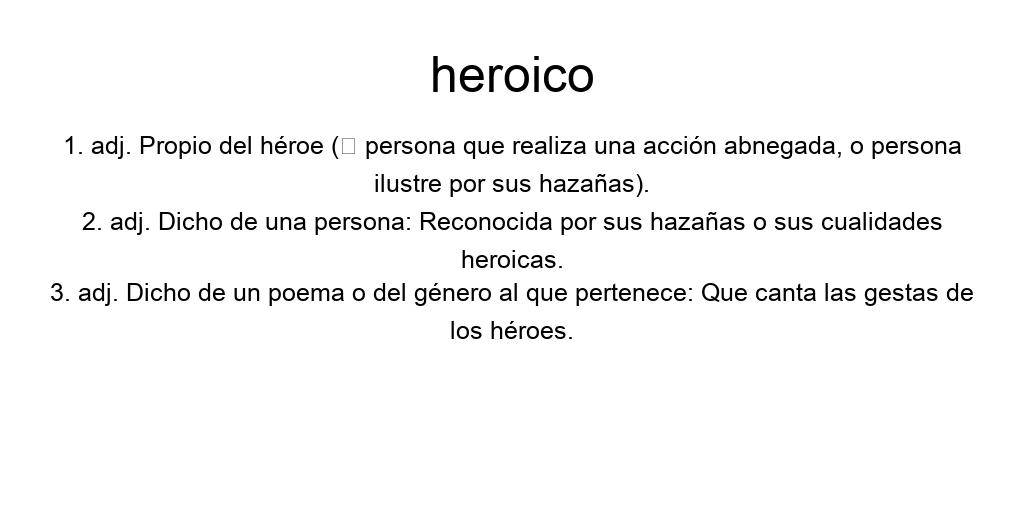 heroico
1. adj. Propio del héroe (□ persona que realiza una acción abnegada, o persona
ilustre por sus hazañas).
2. adj. Dicho de una persona: Reconocida por sus hazañas o sus cualidades
heroicas.
3. adj. Dicho de un poema o del género al que pertenece: Que canta las gestas de
los héroes.